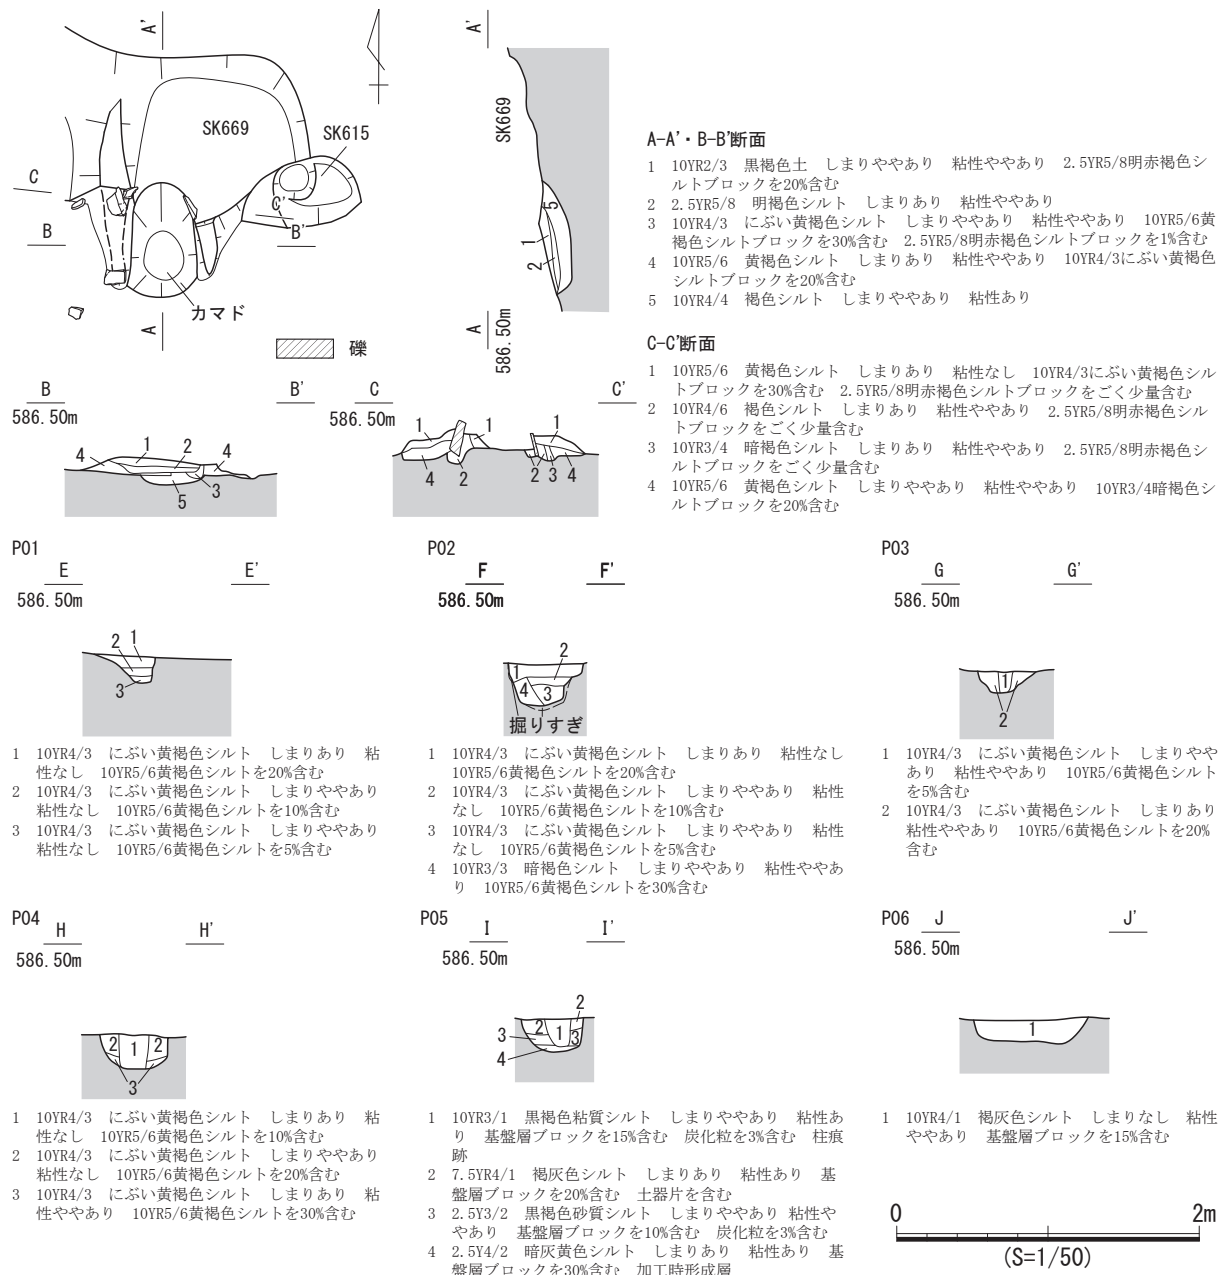 A'
SK669
SK615
C
C'
B
B'
カマド
A
A'
SK669
5
1
2
A
586.50m
礫
A-A'・B-B'断面
1 10YR2/3 黒褐色土 しまりややあり 粘性ややあり 2.5YR5/8明赤褐色シ
ルトブロックを20%含む
2 2.5YR5/8 明褐色シルト しまりあり 粘性ややあり
3 10YR4/3 にぶい黄褐色シルト しまりややあり 粘性ややあり 10YR5/6黄
褐色シルトブロックを30%含む 2.5YR5/8明赤褐色シルトブロックを1%含む
4 10YR5/6 黄褐色シルト しまりあり 粘性ややあり 10YR4/3にぶい黄褐色
シルトブロックを20%含む
5 10YR4/4 褐色シルト しまりややあり 粘性あり
C-C'断面
1 10YR5/6 黄褐色シルト しまりあり 粘性なし 10YR4/3にぶい黄褐色シル
トブロックを30%含む 2.5YR5/8明赤褐色シルトブロックをごく少量含む
2 10YR4/6 褐色シルト しまりあり 粘性ややあり 2.5YR5/8明赤褐色シル
トブロックをごく少量含む
3 10YR3/4 暗褐色シルト しまりあり 粘性ややあり 2.5YR5/8明赤褐色シ
ルトブロックをごく少量含む
4 10YR5/6 黄褐色シルト しまりややあり 粘性ややあり 10YR3/4暗褐色シ
ルトブロックを20%含む
B B'
586.50m
4 1 2 4
3
5
C C'
586.50m
1 1 1
4 2 2 3 4
P01
E E'
586.50m
2 1
3
1 10YR4/3 にぶい黄褐色シルト しまりあり 粘
性なし 10YR5/6黄褐色シルトを20%含む
2 10YR4/3 にぶい黄褐色シルト しまりややあり
粘性なし 10YR5/6黄褐色シルトを10%含む
3 10YR4/3 にぶい黄褐色シルト しまりややあり
粘性なし 10YR5/6黄褐色シルトを5%含む
P02
F F'
586.50m
2
1
4 3
掘りすぎ
1 10YR4/3 にぶい黄褐色シルト しまりあり 粘性なし
10YR5/6黄褐色シルトを20%含む
2 10YR4/3 にぶい黄褐色シルト しまりややあり 粘性
なし 10YR5/6黄褐色シルトを10%含む
3 10YR4/3 にぶい黄褐色シルト しまりややあり 粘性
なし 10YR5/6黄褐色シルトを5%含む
4 10YR3/3 暗褐色シルト しまりややあり 粘性ややあ
り 10YR5/6黄褐色シルトを30%含む
P03
G G'
586.50m
1
2
1 10YR4/3 にぶい黄褐色シルト しまりやや
あり 粘性ややあり 10YR5/6黄褐色シルト
を5%含む
2 10YR4/3 にぶい黄褐色シルト しまりあり
粘性ややあり 10YR5/6黄褐色シルトを20%
含む
P04
H H'
586.50m
2 1 2
3
1 10YR4/3 にぶい黄褐色シルト しまりあり 粘
性なし 10YR5/6黄褐色シルトを10%含む
2 10YR4/3 にぶい黄褐色シルト しまりややあり
粘性なし 10YR5/6黄褐色シルトを20%含む
3 10YR4/3 にぶい黄褐色シルト しまりあり 粘
性ややあり 10YR5/6黄褐色シルトを30%含む
P05
I I'
586.50m
2
2 1
3 3
4
1 10YR3/1 黒褐色粘質シルト しまりややあり 粘性あ
り 基盤層ブロックを15%含む 炭化粒を3%含む 柱痕
跡
2 7.5YR4/1 褐灰色シルト しまりあり 粘性あり 基
盤層ブロックを20%含む 土器片を含む
3 2.5Y3/2 黒褐色砂質シルト しまりややあり 粘性や
やあり 基盤層ブロックを10%含む 炭化粒を3%含む
4 2.5Y4/2 暗灰黄色シルト しまりあり 粘性あり 基
盤層ブロックを30%含む 加工時形成層
P06
J J'
586.50m
1
1 10YR4/1 褐灰色シルト しまりなし 粘性
ややあり 基盤層ブロックを15%含む
0 2m
(S=1/50)